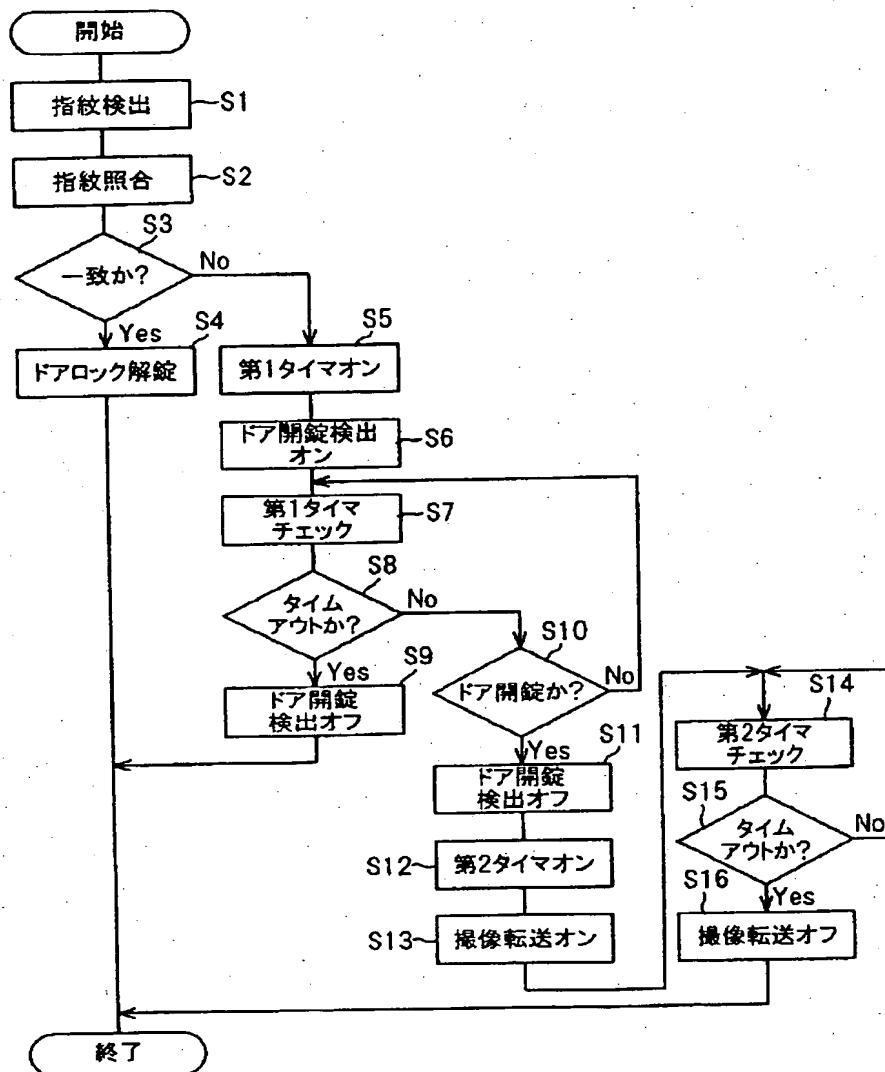 開始
指紋検出
S1
指紋照合
S2
S3
一致か?
No
Yes
S4
ドアロック解錠
S5
第1タイマオン
ドア開錠検出
オン
S6
第1タイマ
チェック
S7
S8
タイム
アウトか?
No
Yes
S9
ドア開錠
検出オフ
S10
ドア開錠か?
No
Yes
S11
ドア開錠
検出オフ
S12
第2タイマオン
S13
撮像転送オン
S14
第2タイマ
チェック
S15
タイム
アウトか?
No
Yes
S16
撮像転送オフ
終了